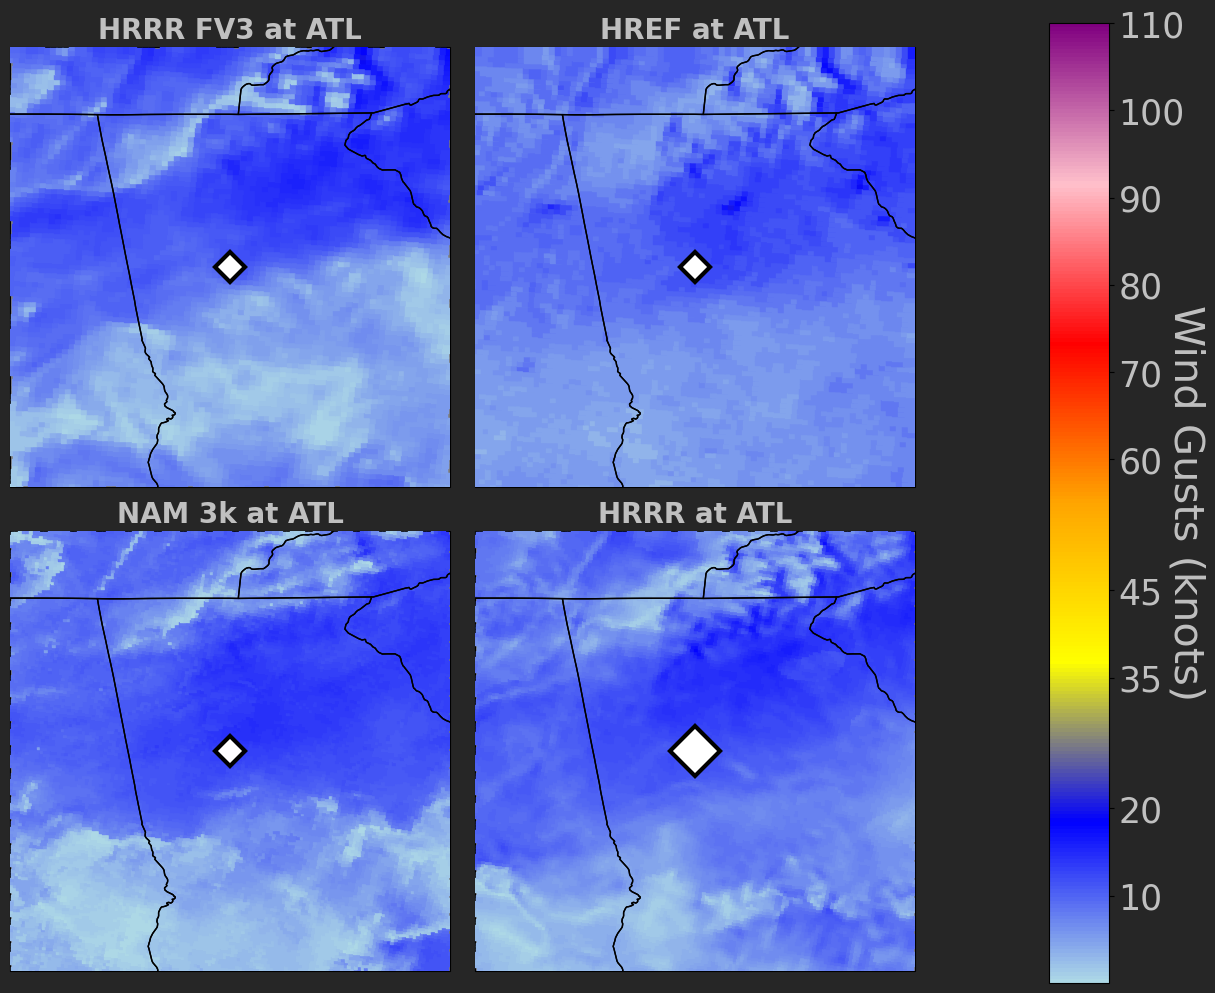 HRRR FV3 at ATL
HREF at ATL
NAM 3k at ATL
HRRR at ATL
110
100
90
80
70
60
45
35
20
10
Wind Gusts (knots)